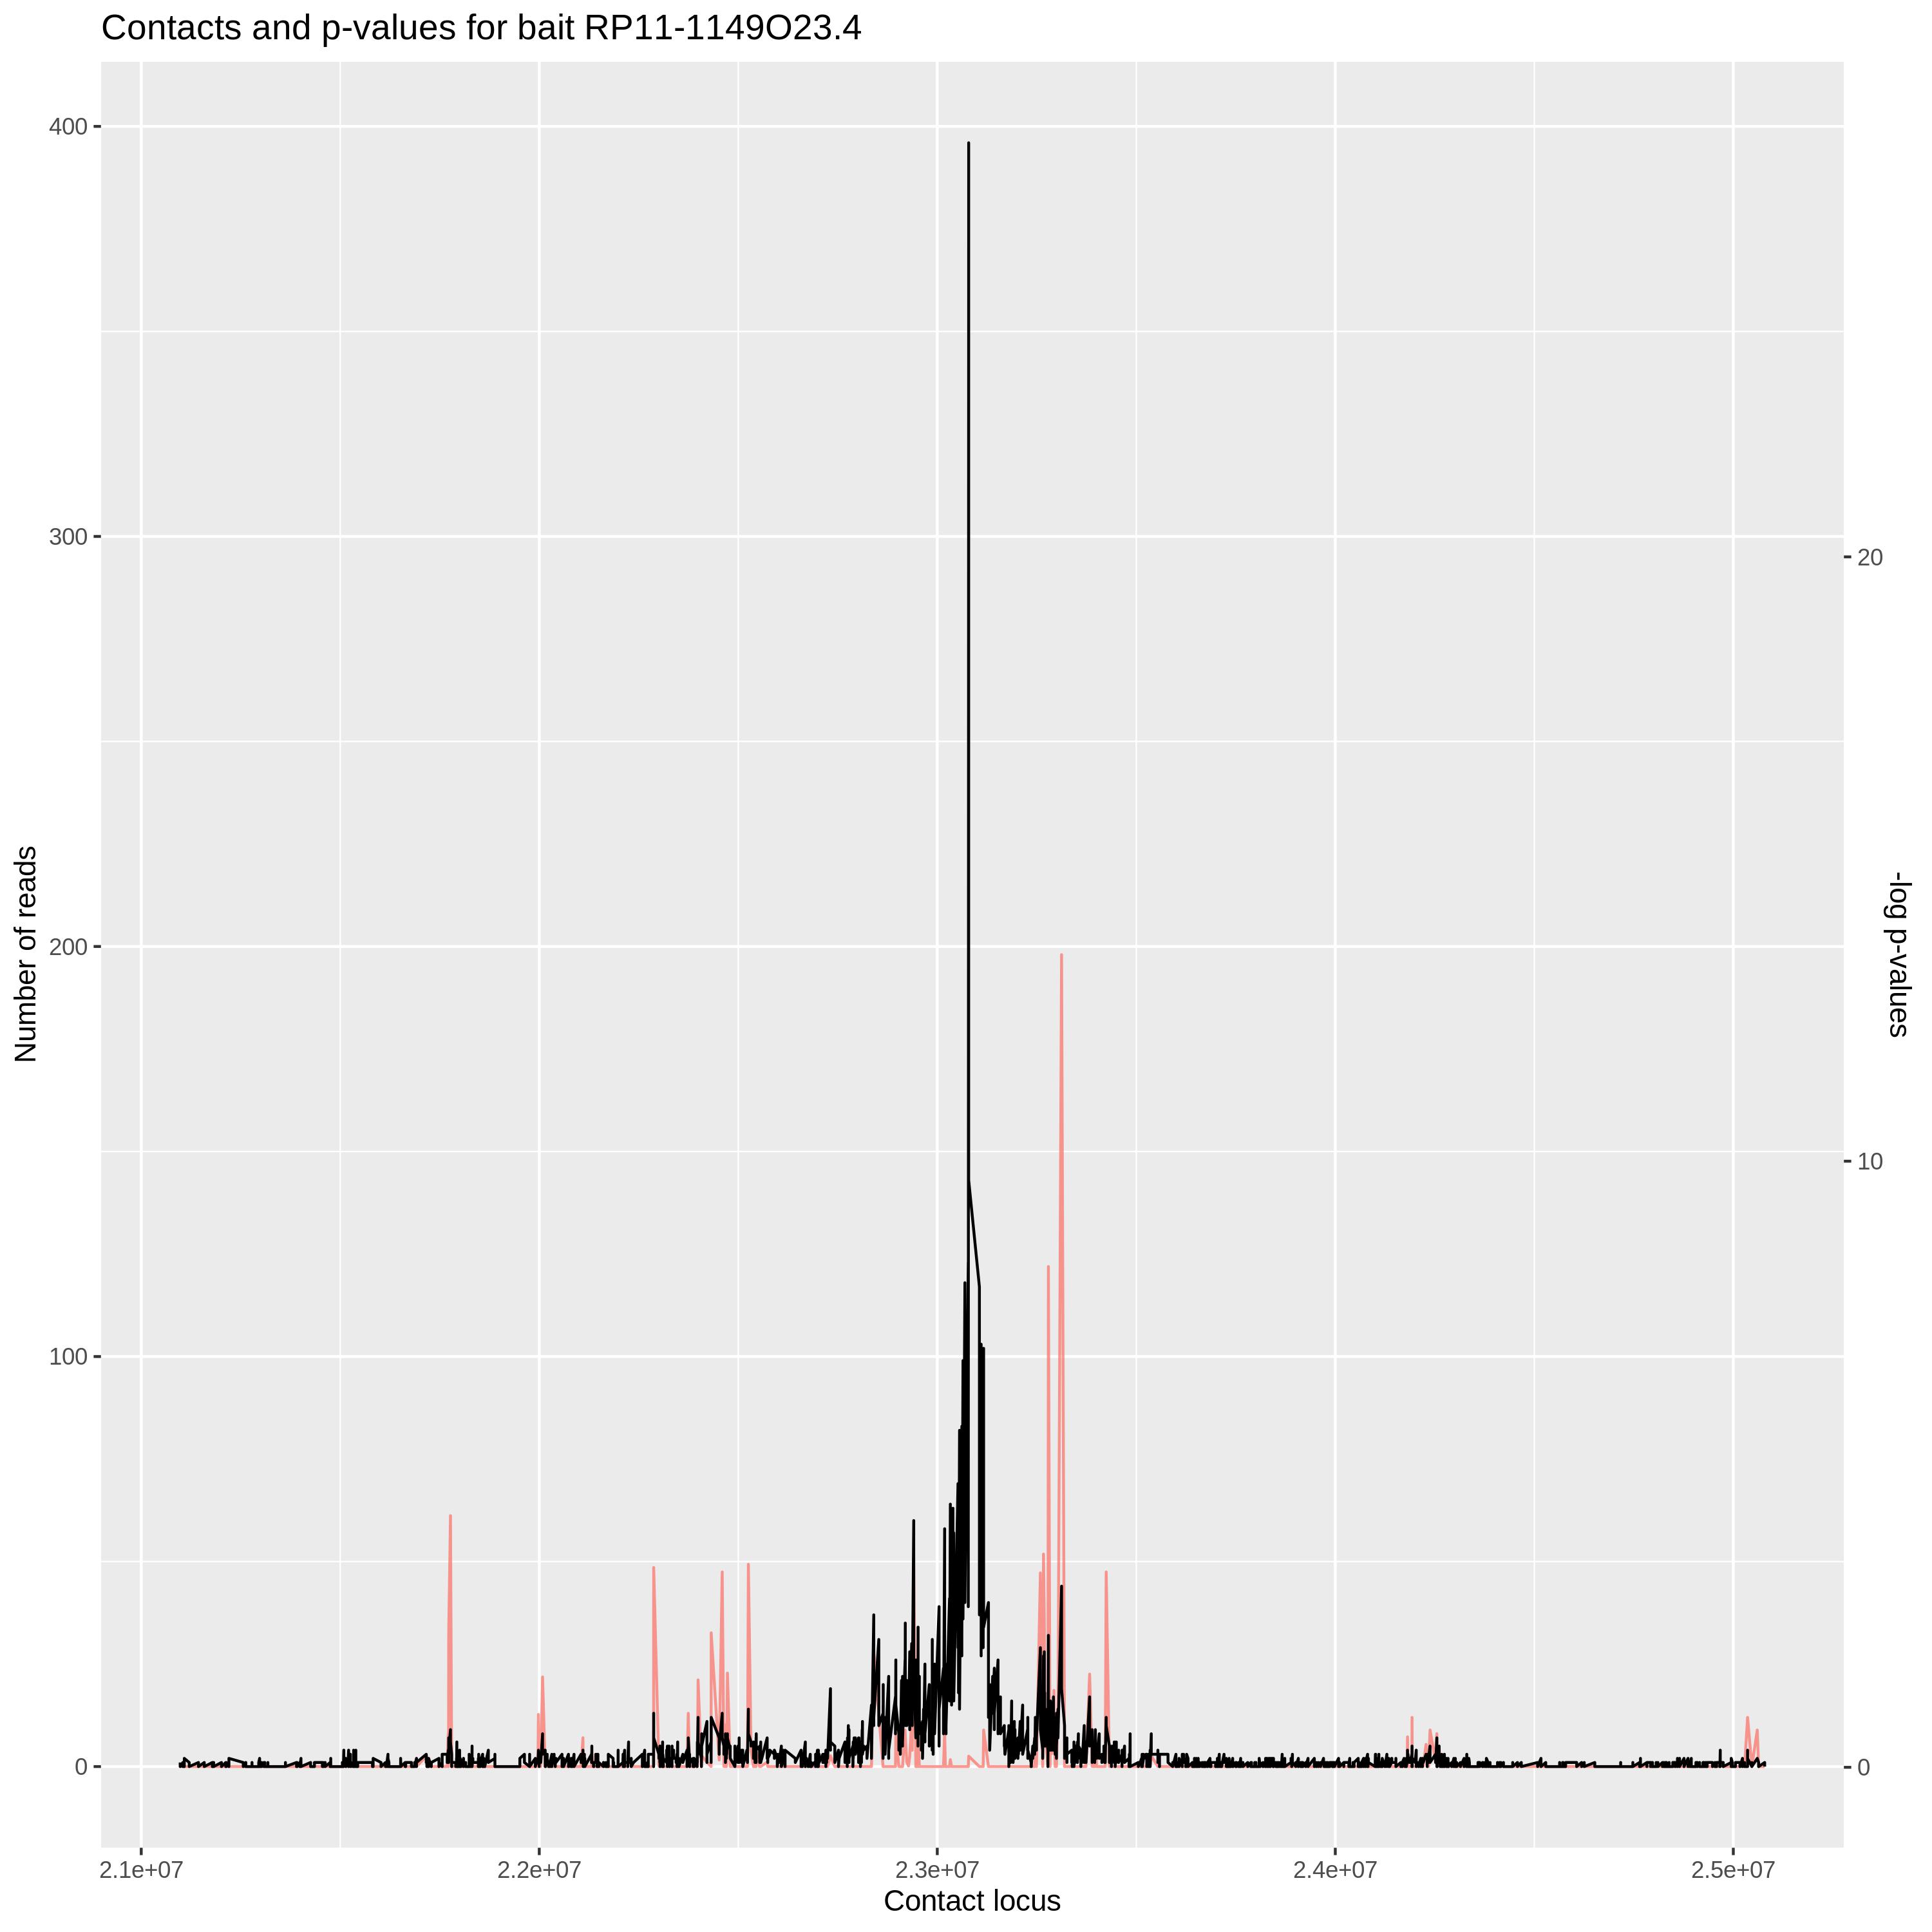 Contacts and p-values for bait RP11-1149O23.4
400
300
200
100
0
Number of reads
20
10
0
-log p-values
2.1e+07
2.2e+07
2.3e+07
2.4e+07
2.5e+07
Contact locus